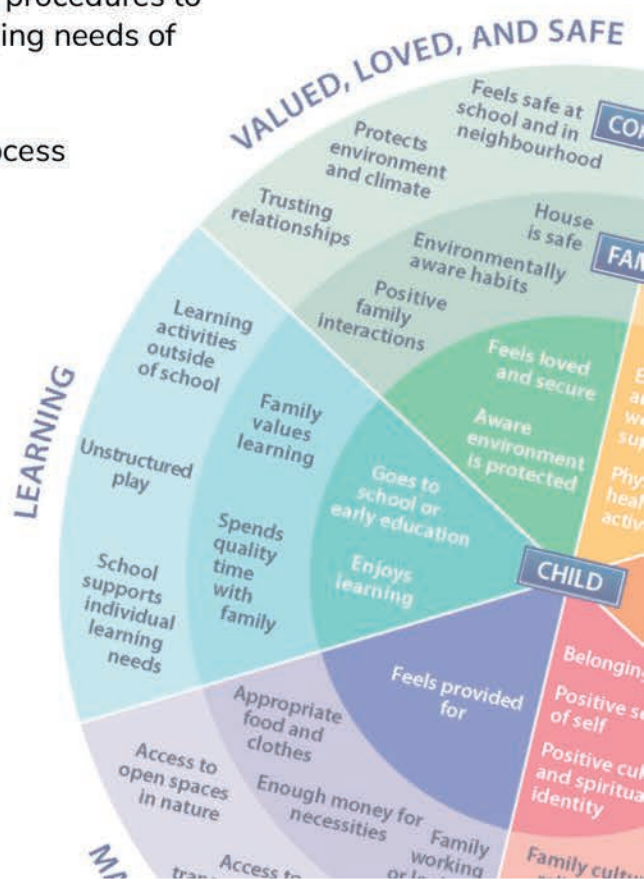 procedures to
ing needs of
ocess
VALUED, LOVED, AND SAFE
Feels safe at
school and in
neighbourhood
Protects
environment
and climate
Trusting
relationships
House
is safe
Environmentally
aware habits
Positive
family
interactions
Feels loved
and secure
Aware
environment
is protected
LEARNING
Learning
activities
outside
of school
Unstructured
play
School
supports
individual
learning
needs
Family
values
learning
Spends
quality
time
with
family
Goes to
school or
early education
Enjoys
learning
CHILD
Feels provided
for
Appropriate
food and
clothes
Enough money for
necessities
Family
working
Access to
open spaces
in nature
Access to
Belonging
Positive
of self
Positive
and
identity
Family